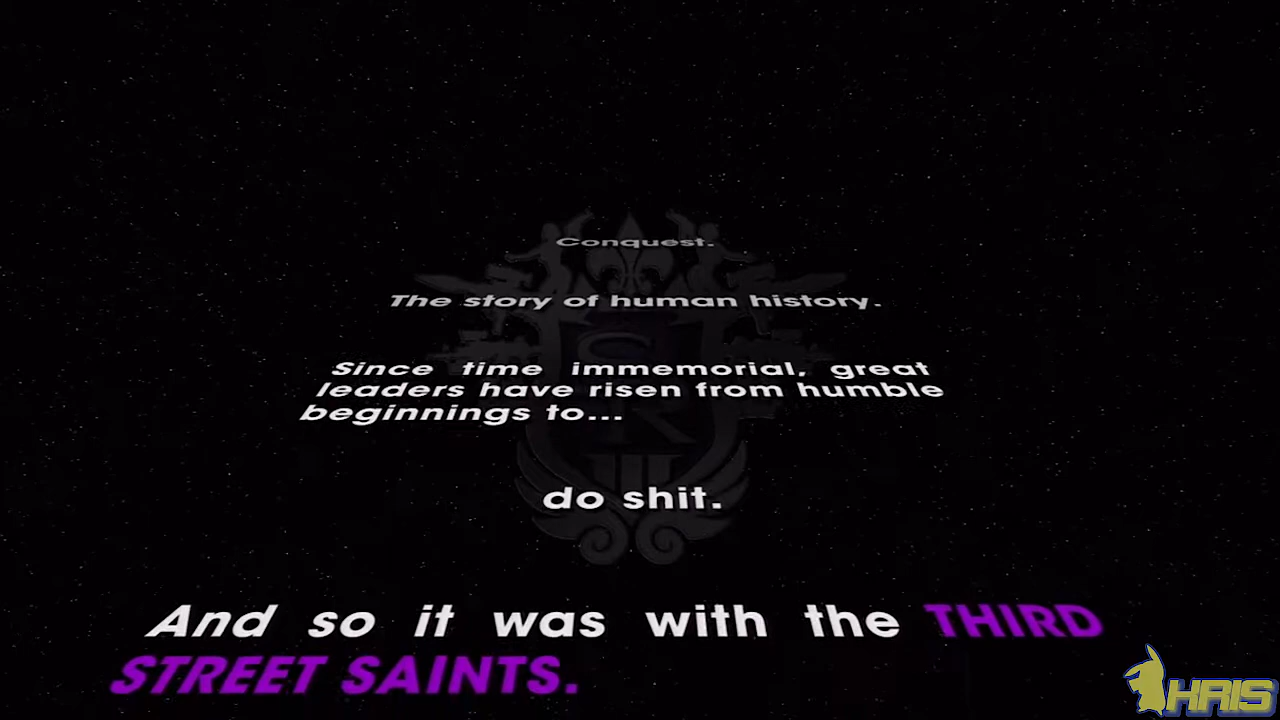 Conquest.
The story of human history.
Since time immemorial, great
leaders have risen from humble
beginnings to...
do shit.
And so it was with the THIRD
STREET SAINTS.
HRIS